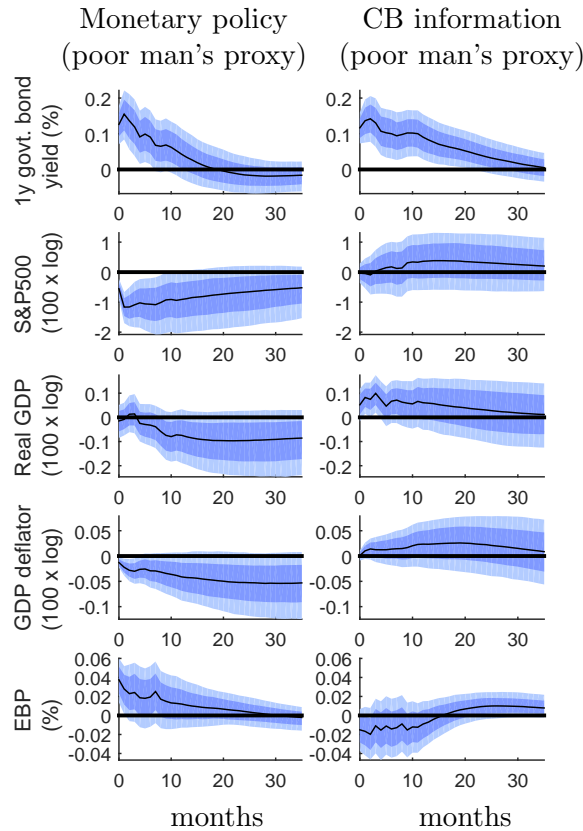 Monetary policy CB information
(poor man's proxy) (poor man's proxy)
1y govt. bond
yield (%)
0.2
0.1
0
0 10 20 30
0.2
0.1
0
0 10 20 30
S&P500
(100 x log)
1
0
-1
-2
0 10 20 30
1
0
-1
-2
0 10 20 30
Real GDP
(100 x log)
0.1
0
-0.1
-0.2
0 10 20 30
0.1
0
-0.1
-0.2
0 10 20 30
GDP deflator
(100 x log)
0.05
0
-0.05
-0.1
0 10 20 30
0.05
0
-0.05
-0.1
0 10 20 30
EBP
(%)
0.06
0.04
0.02
0
-0.02
-0.04
0 10 20 30
0.06
0.04
0.02
0
-0.02
-0.04
0 10 20 30
months months